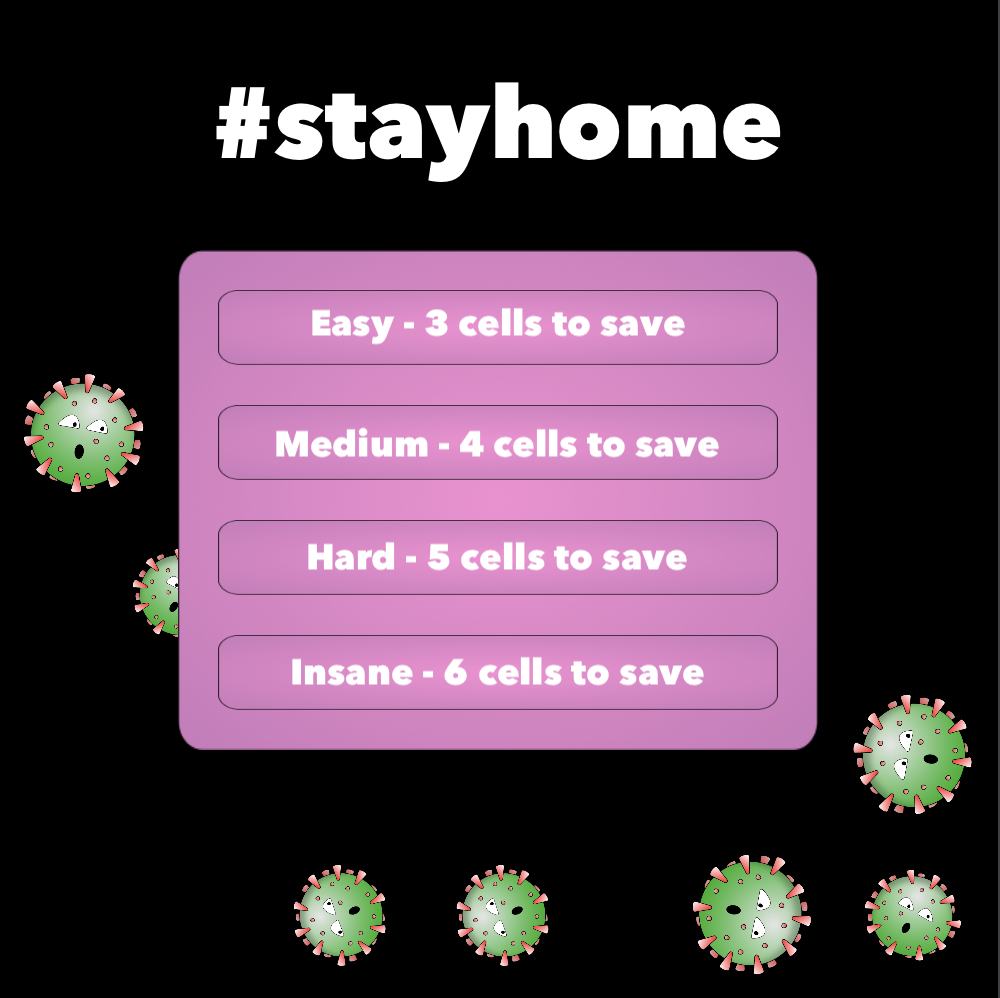 #stayhome
Easy - 3 cells to save
Medium - 4 cells to save
Hard - 5 cells to save
Insane - 6 cells to save